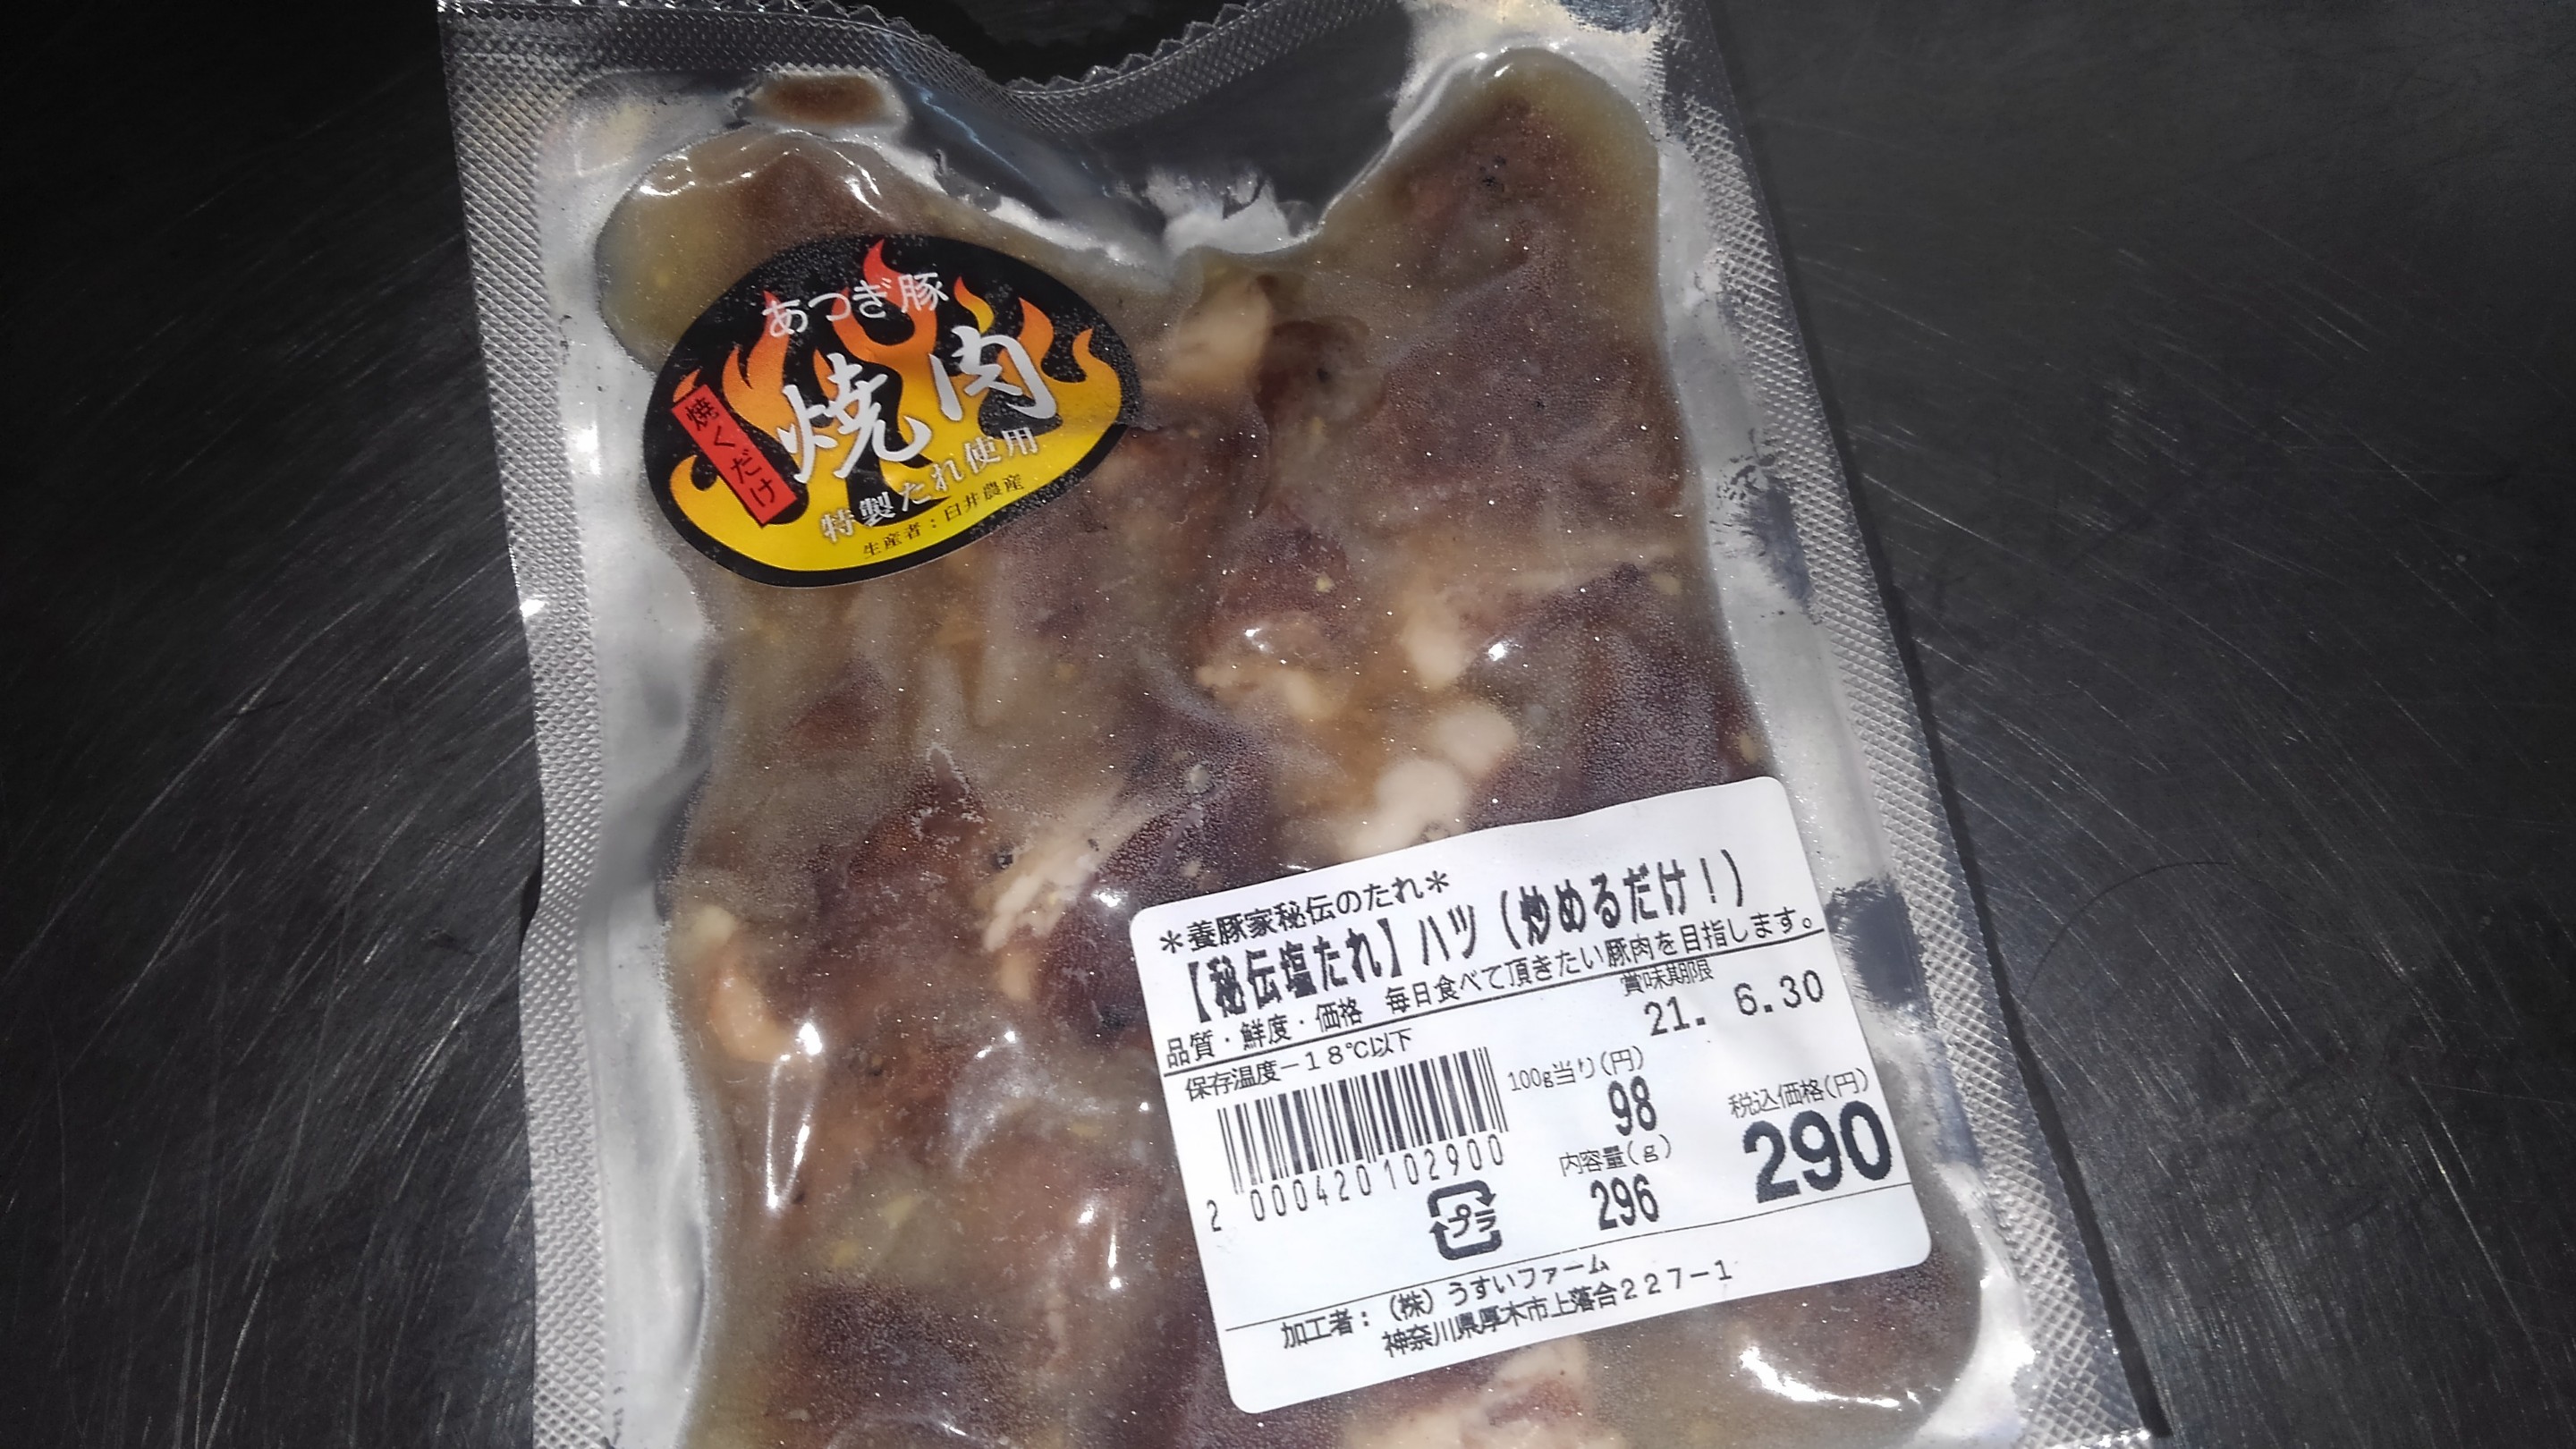 あつぎ豚
焼肉
焼くだけ
特製たれ使用
生産者：臼井農産
＊養豚家秘伝のたれ＊
【秘伝塩たれ】ハツ（炒めるだけ！）
品質・鮮度・価格　毎日食べて頂きたい豚肉を目指します。
賞味期限
21. 6.30
保存温度－１８℃以下
100g当り(円)
98
税込価格(円)
290
内容量(g)
296
2 000420 102900
プラ
加工者：（株）うすいファーム
神奈川県厚木市上落合２２７－１